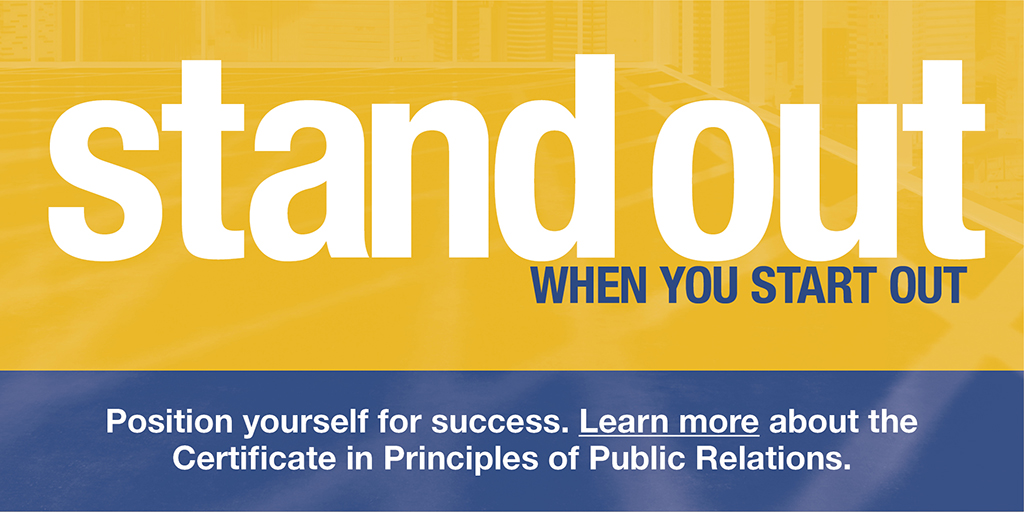 stand out
WHEN YOU START OUT
Position yourself for success. Learn more about the
Certificate in Principles of Public Relations.